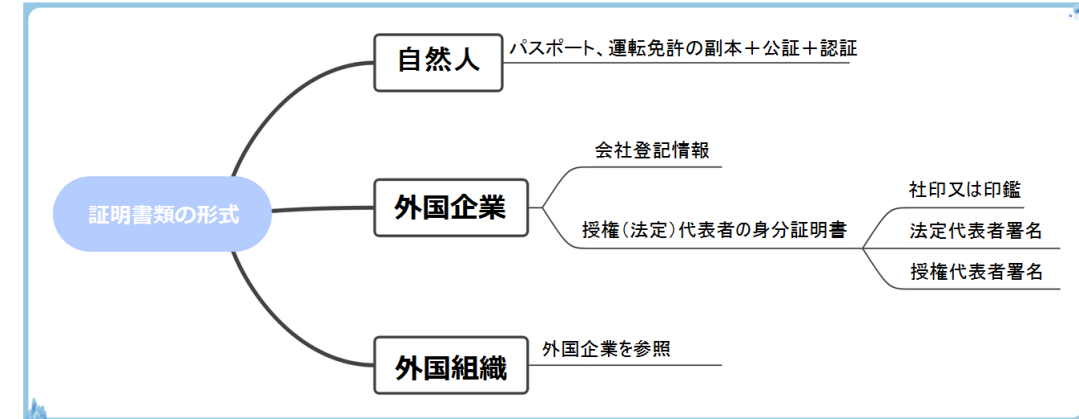 自然人
パスポート、運転免許の副本＋公証＋認証
証明書類の形式
外国企業
会社登記情報
授権（法定）代表者の身分証明書
社印又は印鑑
法定代表者署名
授権代表者署名
外国組織
外国企業を参照